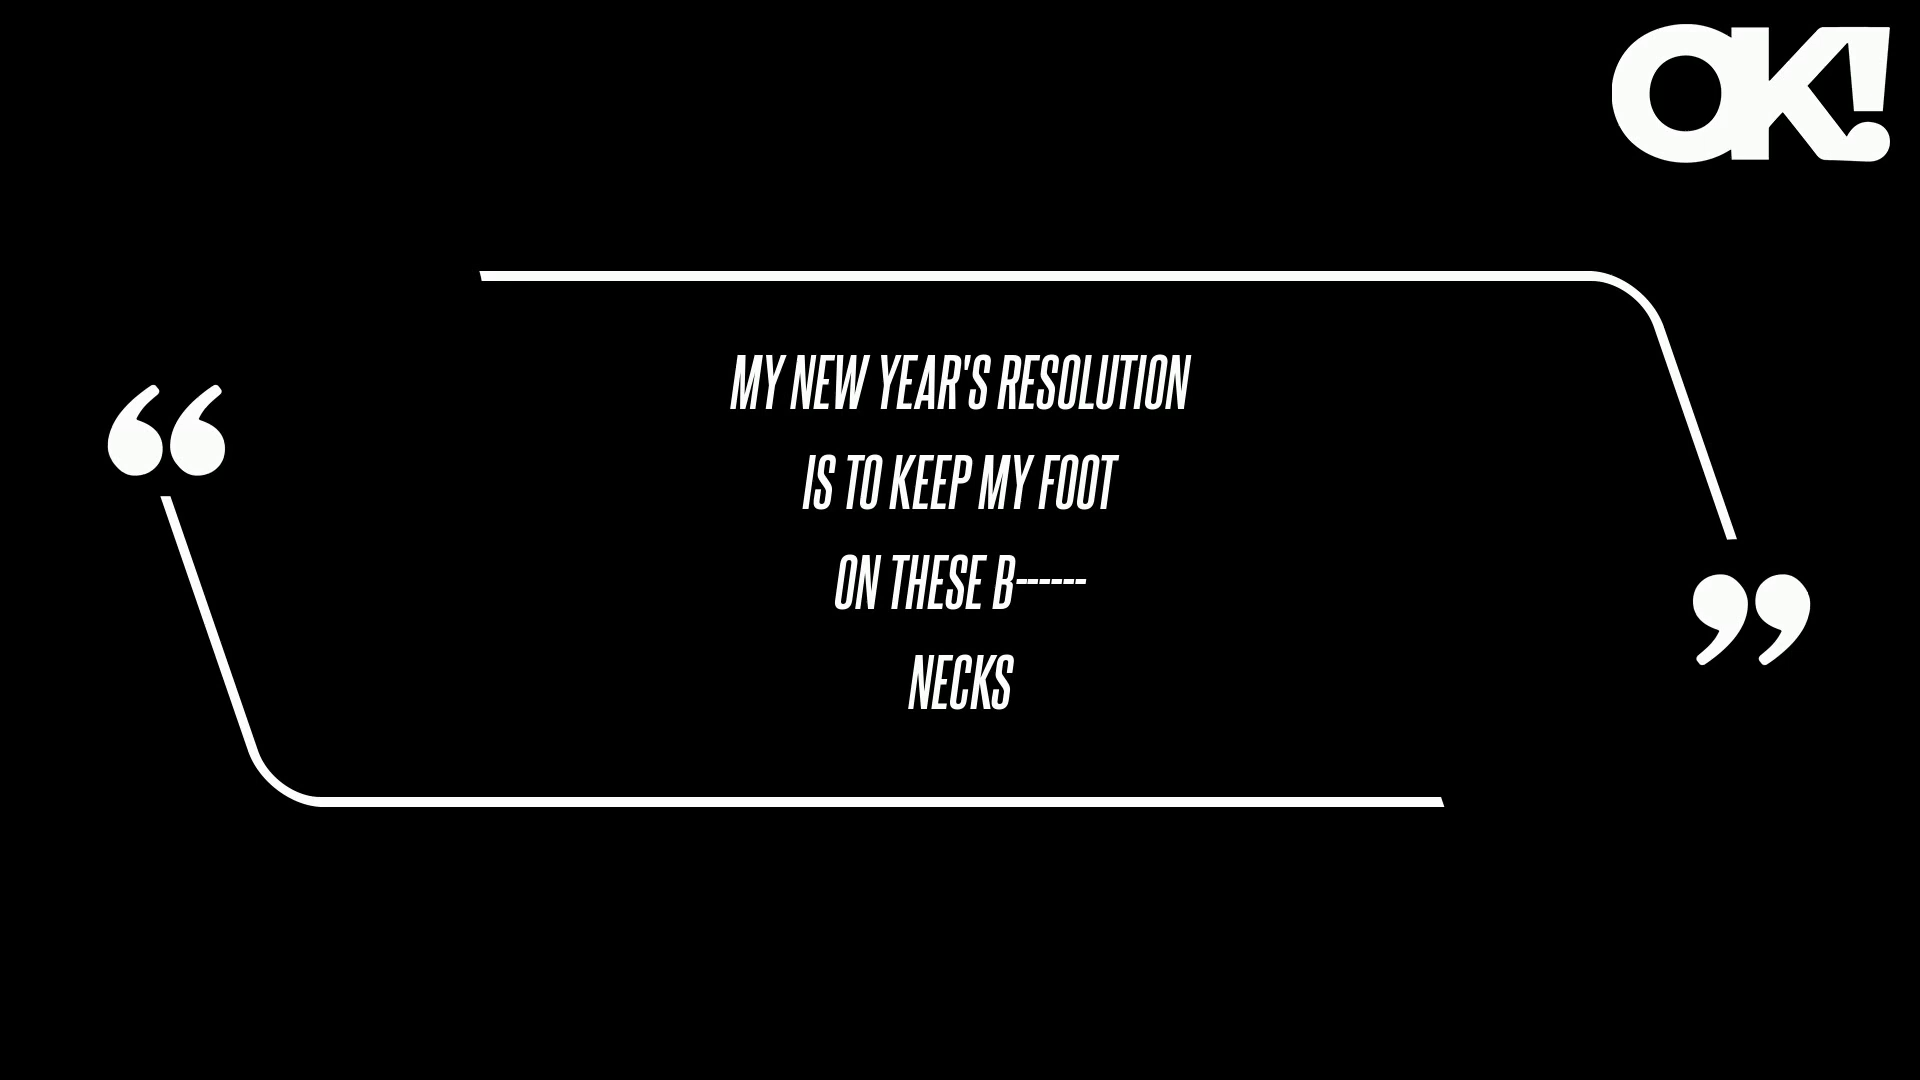 OK!
“
MY NEW YEAR'S RESOLUTION
IS TO KEEP MY FOOT
ON THESE B------
NECKS
”